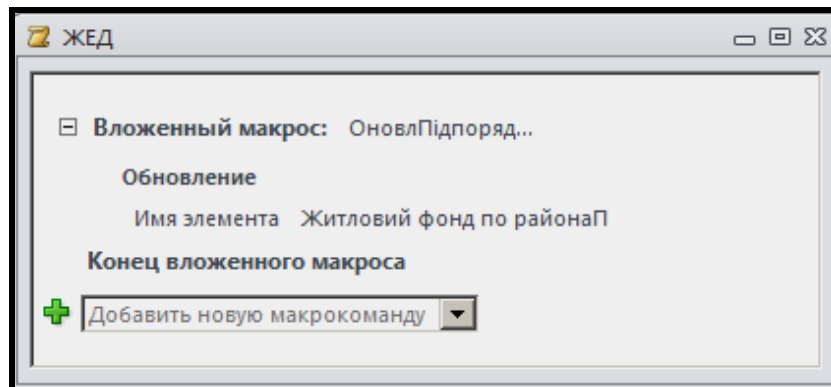 ЖЕД
Вложенный макрос: ОновлПідпоряд...
Обновление
Имя элемента Житловий фонд по районаП
Конец вложенного макроса
Добавить новую макрокоманду